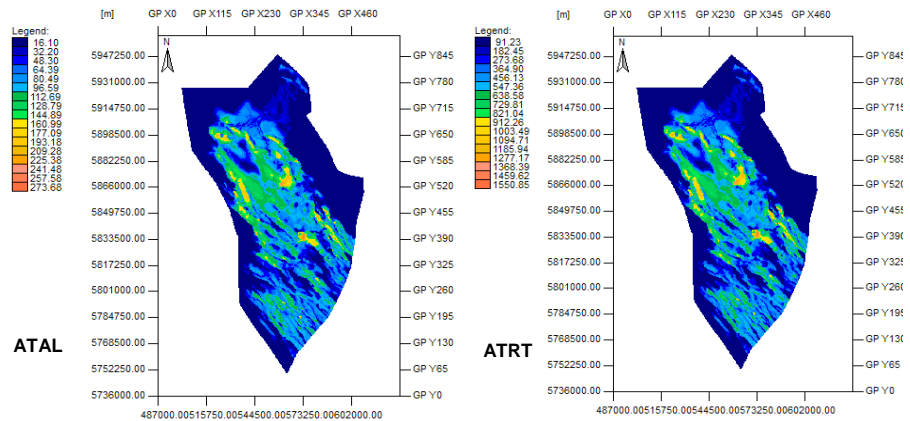 [m] GP X0 GP X115 GP X230 GP X345 GP X460
Legend:
16.10
32.20
48.30
64.39
80.49
96.59
112.69
128.79
144.89
160.99
177.09
193.18
209.28
225.38
241.48
257.58
273.68
N
5947250.00 GP Y845
5931000.00 GP Y780
5914750.00 GP Y715
5898500.00 GP Y650
5882250.00 GP Y585
5866000.00 GP Y520
5849750.00 GP Y455
5833500.00 GP Y390
5817250.00 GP Y325
5801000.00 GP Y260
5784750.00 GP Y195
5768500.00 GP Y130
5752250.00 GP Y65
5736000.00 GP Y0
ATAL
487000.00515750.00544500.00573250.00602000.00
[m] GP X0 GP X115 GP X230 GP X345 GP X460
Legend:
91.23
182.45
273.68
364.90
456.13
547.36
638.58
729.81
821.04
912.26
1003.49
1094.71
1185.94
1277.17
1368.39
1459.62
1550.85
N
5947250.00 GP Y845
5931000.00 GP Y780
5914750.00 GP Y715
5898500.00 GP Y650
5882250.00 GP Y585
5866000.00 GP Y520
5849750.00 GP Y455
5833500.00 GP Y390
5817250.00 GP Y325
5801000.00 GP Y260
5784750.00 GP Y195
5768500.00 GP Y130
5752250.00 GP Y65
5736000.00 GP Y0
ATRT
487000.00515750.00544500.00573250.00602000.00